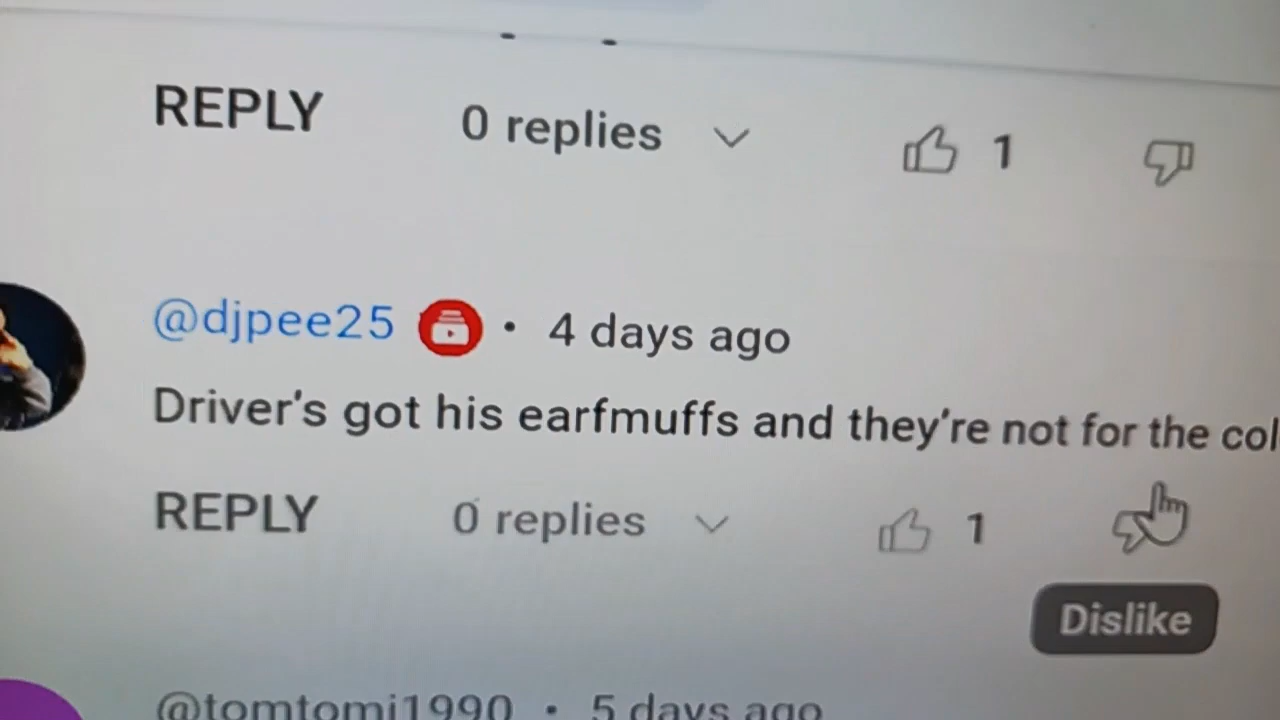 REPLY 0 replies 1
@djpee25 · 4 days ago
Driver's got his earfmuffs and they're not for the col
REPLY 0 replies 1
Dislike
@tomtomi1990 · 5 days ago